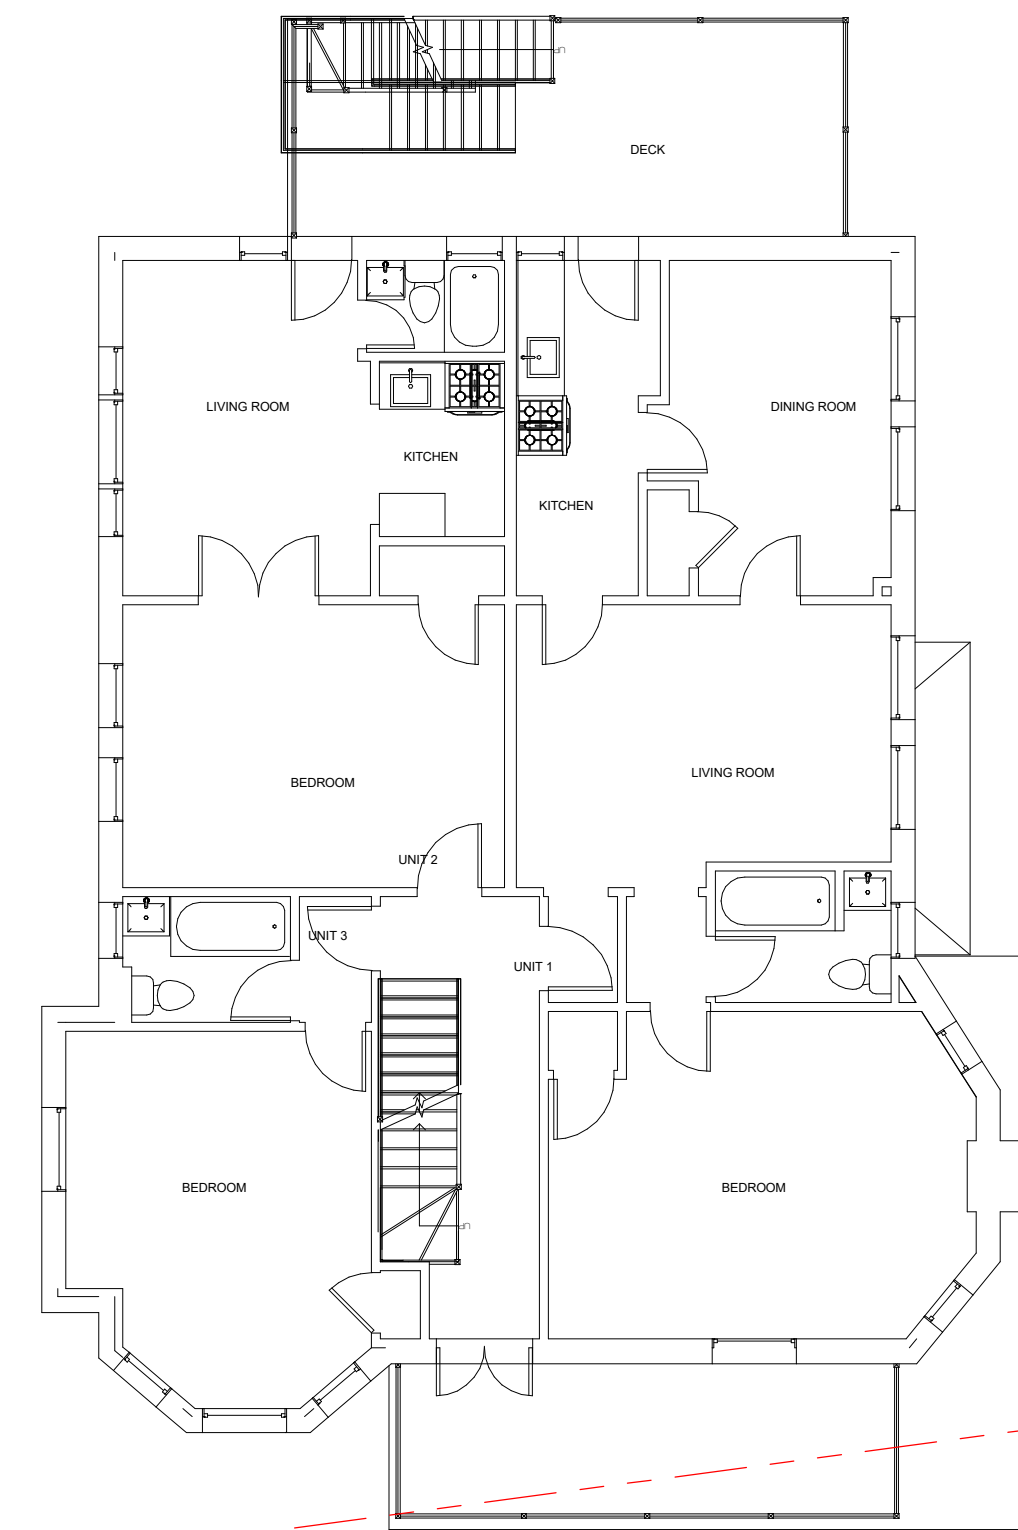 UP
DECK
LIVING ROOM
DINING ROOM
KITCHEN
KITCHEN
LIVING ROOM
BEDROOM
UNIT 2
UNIT 3
UNIT 1
BEDROOM
BEDROOM
UP